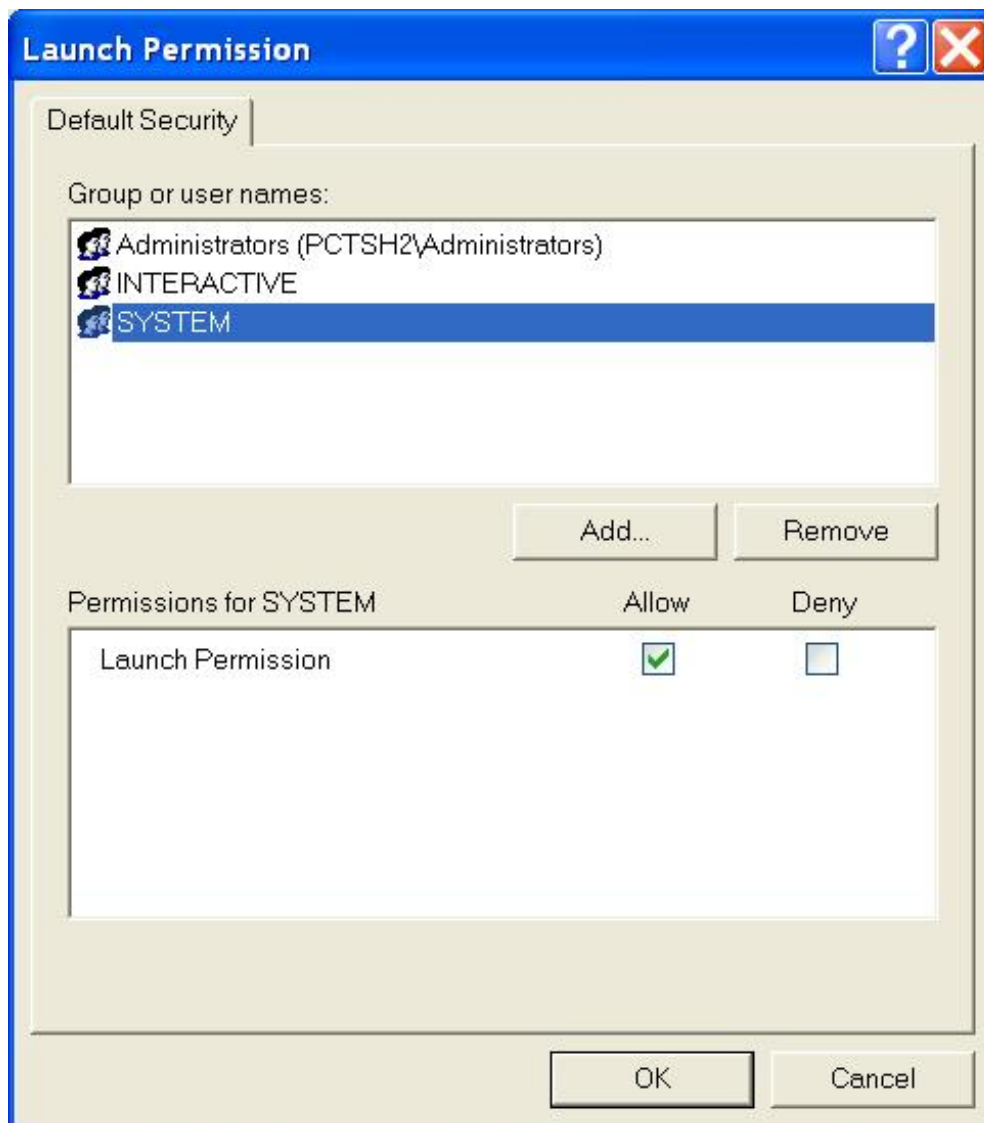 Launch Permission
Default Security
Group or user names:
Administrators (PCTSH2\Administrators)
INTERACTIVE
SYSTEM
Add... Remove
Permissions for SYSTEM Allow Deny
Launch Permission
OK Cancel